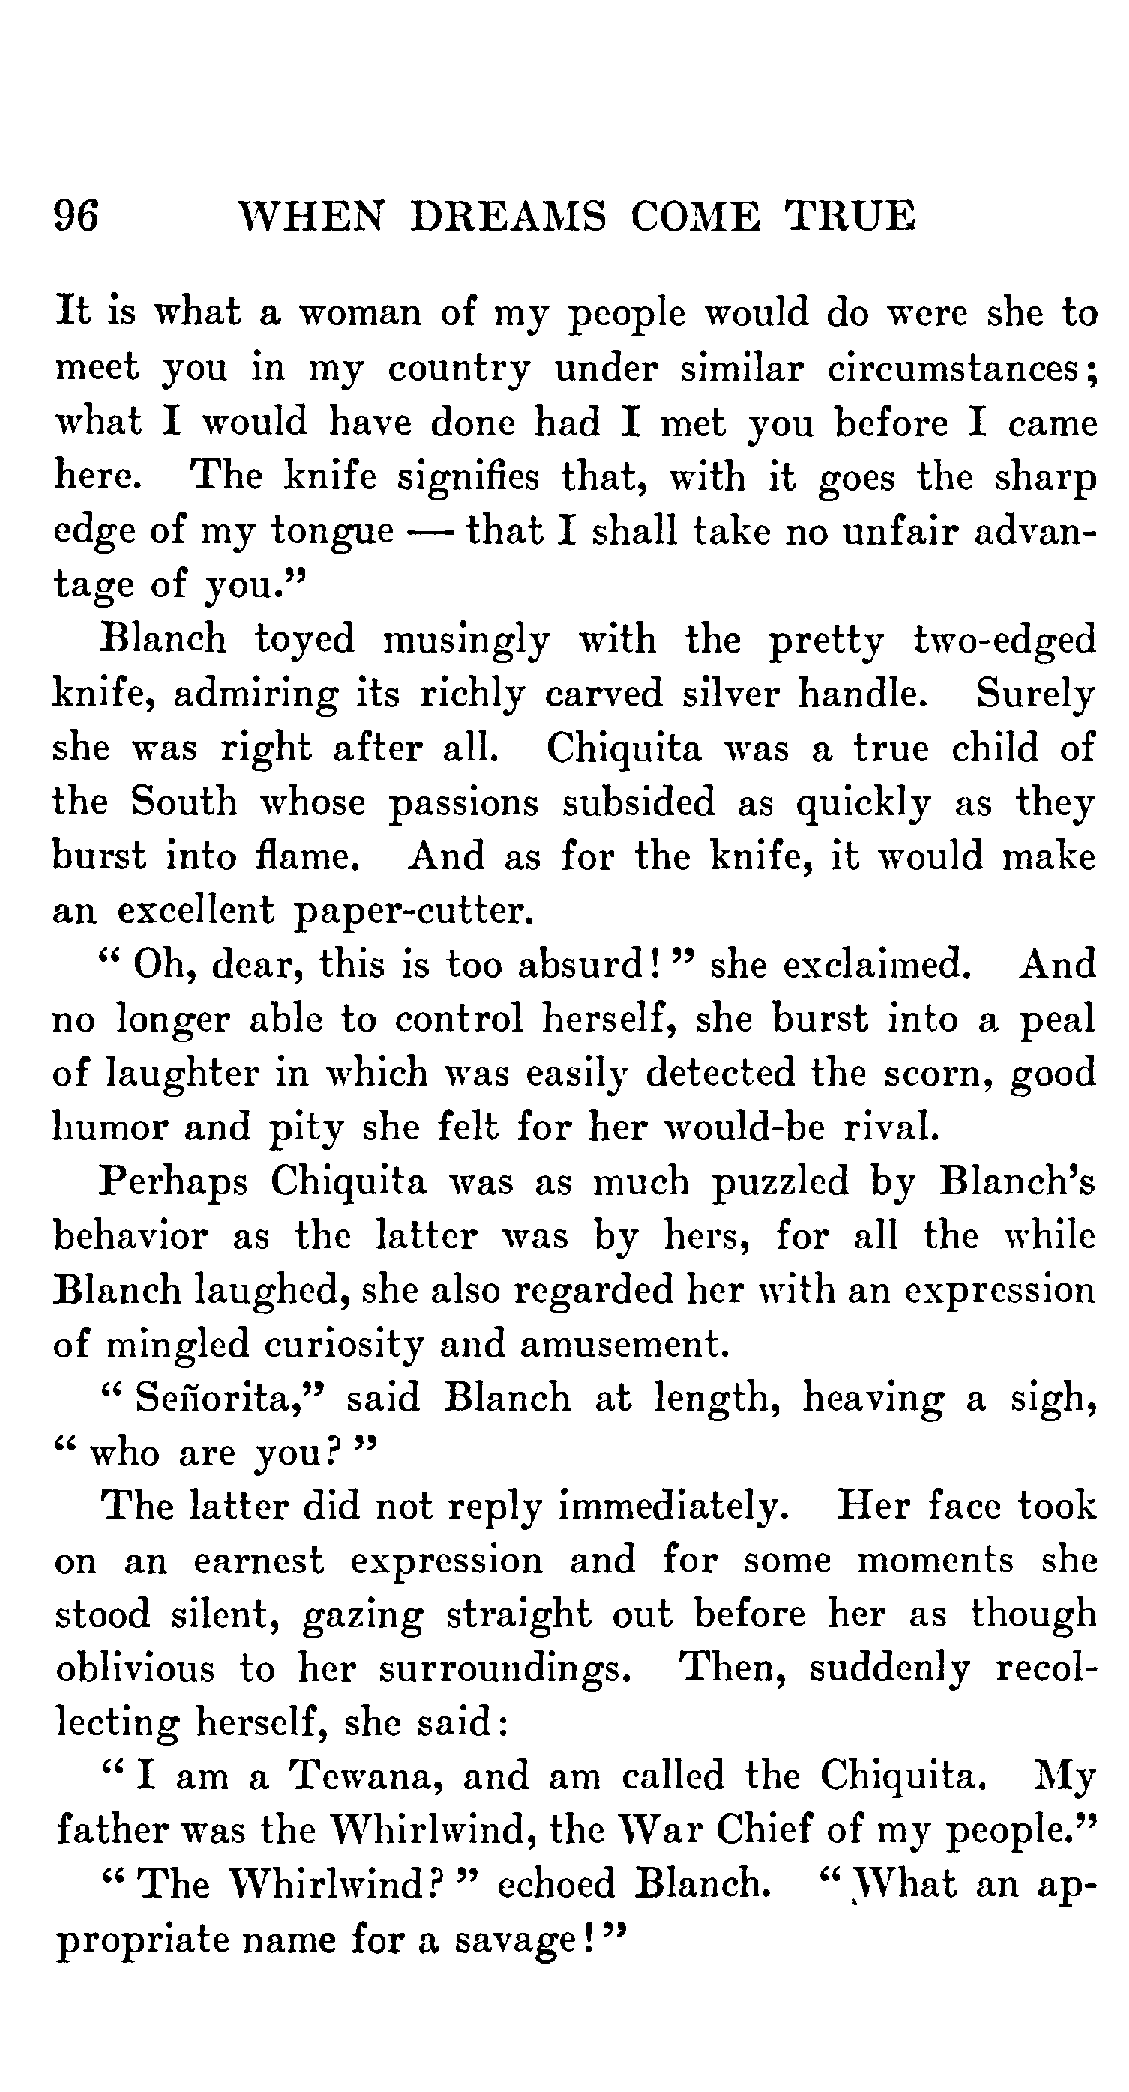 96 WHEN DREAMS COME TRUE
It is what a woman of my people would do were she to
meet you in my country under similar circumstances;
what I would have done had I met you before I came
here. The knife signifies that, with it goes the sharp
edge of my tongue — that I shall take no unfair advan-
tage of you."
Blanch toyed musingly with the pretty two-edged
knife, admiring its richly carved silver handle. Surely
she was right after all. Chiquita was a true child of
the South whose passions subsided as quickly as they
burst into flame. And as for the knife, it would make
an excellent paper-cutter.
" Oh, dear, this is too absurd! " she exclaimed. And
no longer able to control herself, she burst into a peal
of laughter in which was easily detected the scorn, good
humor and pity she felt for her would-be rival.
Perhaps Chiquita was as much puzzled by Blanch's
behavior as the latter was by hers, for all the while
Blanch laughed, she also regarded her with an expression
of mingled curiosity and amusement.
" Señorita," said Blanch at length, heaving a sigh,
" who are you? "
The latter did not reply immediately. Her face took
on an earnest expression and for some moments she
stood silent, gazing straight out before her as though
oblivious to her surroundings. Then, suddenly recol-
lecting herself, she said:
" I am a Tewana, and am called the Chiquita. My
father was the Whirlwind, the War Chief of my people."
" The Whirlwind? " echoed Blanch. " What an ap-
propriate name for a savage! "